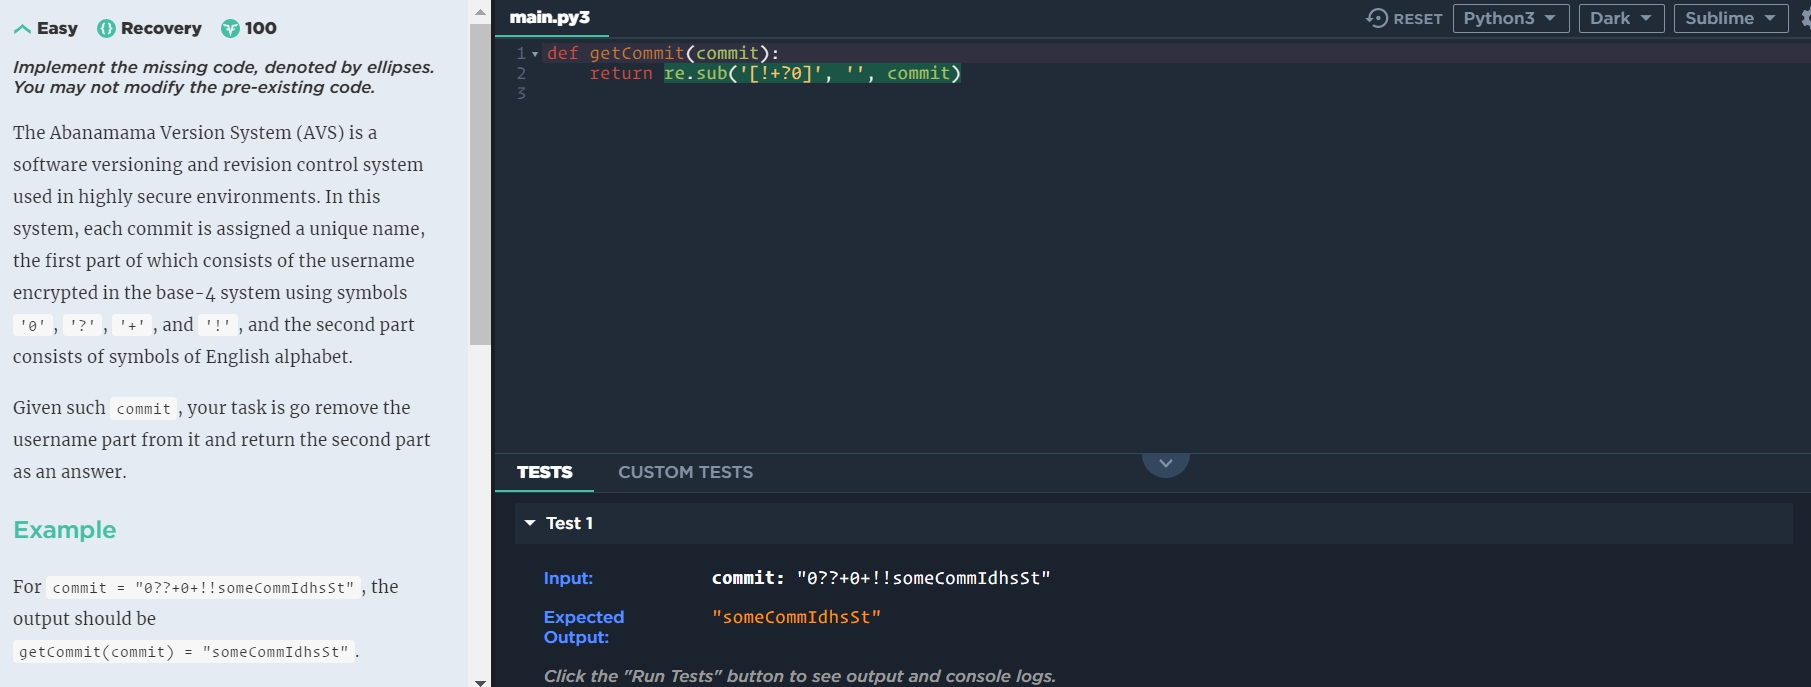 Easy Recovery 100
Implement the missing code, denoted by ellipses.
You may not modify the pre-existing code.
The Abanamama Version System (AVS) is a
software versioning and revision control system
used in highly secure environments. In this
system, each commit is assigned a unique name,
the first part of which consists of the username
encrypted in the base-4 system using symbols
'0', '?', '+', and '!', and the second part
consists of symbols of English alphabet.
Given such commit, your task is go remove the
username part from it and return the second part
as an answer.
Example
For commit = "0??+0+!!someCommIdhsSt", the
output should be
getCommit(commit) = "someCommIdhsSt".
main.py3
RESET Python3 Dark Sublime
1 def getCommit(commit):
2     return re.sub('[!+?0]', '', commit)
3
TESTS CUSTOM TESTS
Test 1
Input: commit: "0??+0+!!someCommIdhsSt"
Expected "someCommIdhsSt"
Output:
Click the "Run Tests" button to see output and console logs.